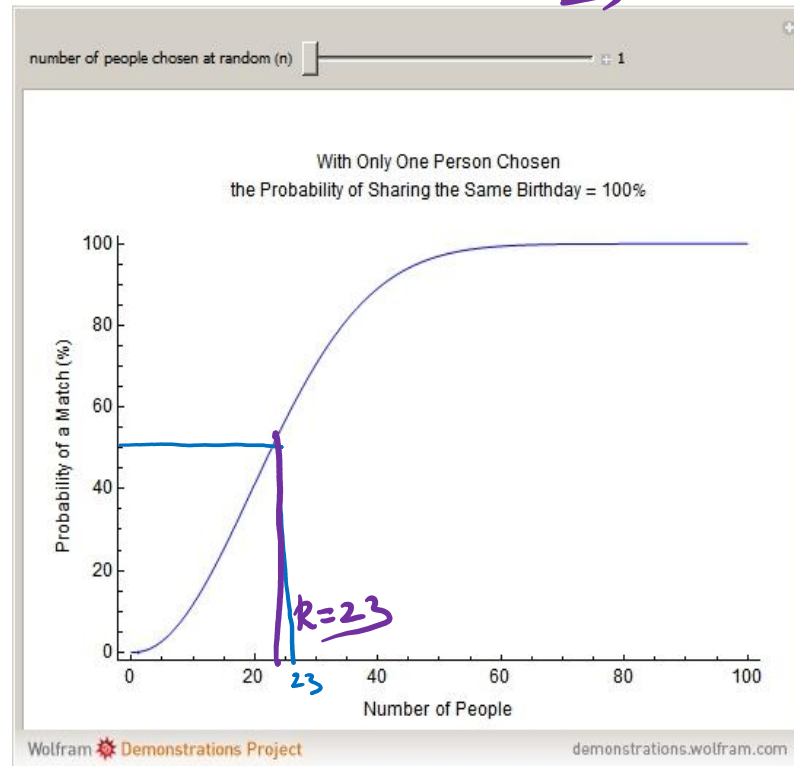 23
number of people chosen at random (n) 1
With Only One Person Chosen
the Probability of Sharing the Same Birthday = 100%
100
80
60
40
20
0
Probability of a Match (%)
k=23
0 20 40 60 80 100
23
Number of People
Wolfram Demonstrations Project demonstrations.wolfram.com